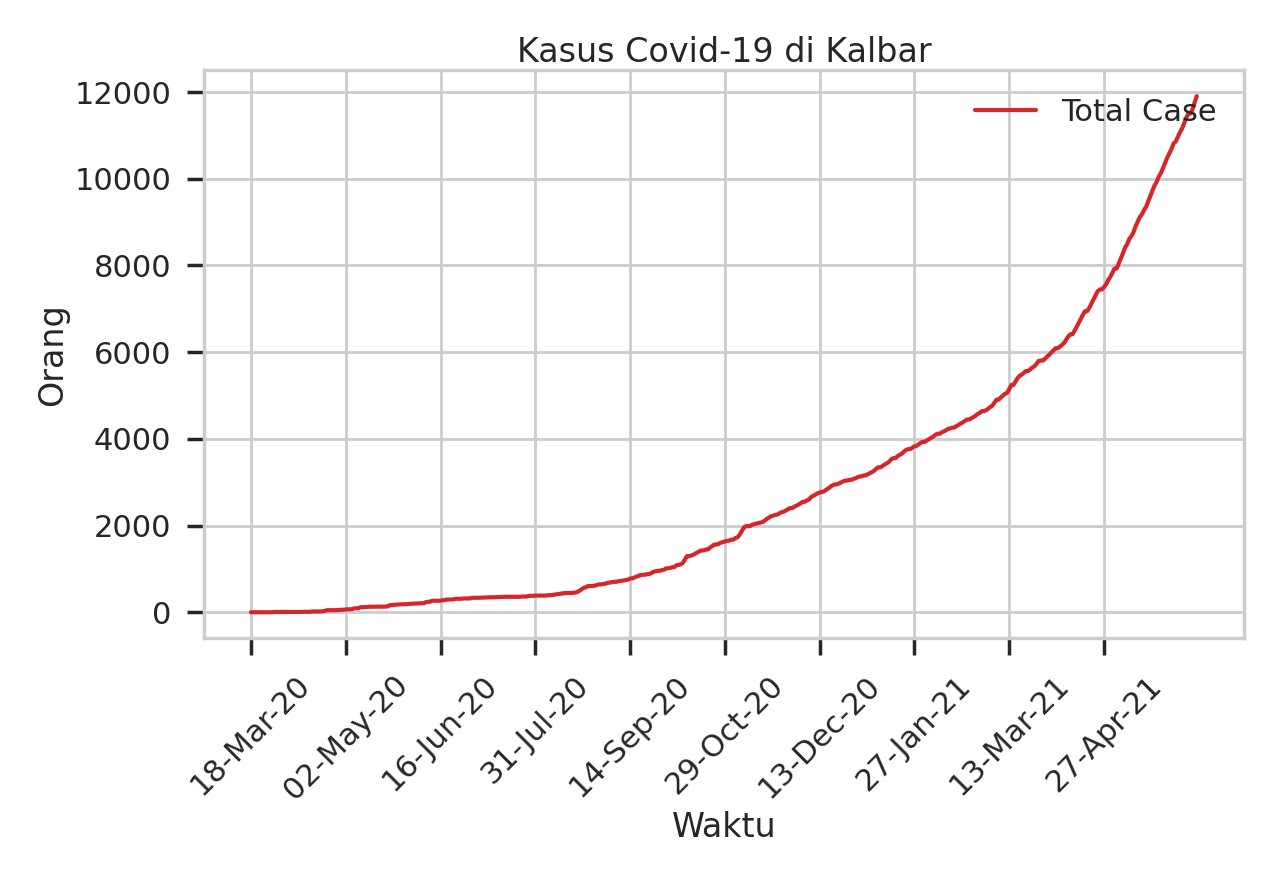 Kasus Covid-19 di Kalbar
Total Case
Orang
12000
10000
8000
6000
4000
2000
0
18-Mar-20
02-May-20
16-Jun-20
31-Jul-20
14-Sep-20
29-Oct-20
13-Dec-20
27-Jan-21
13-Mar-21
27-Apr-21
Waktu